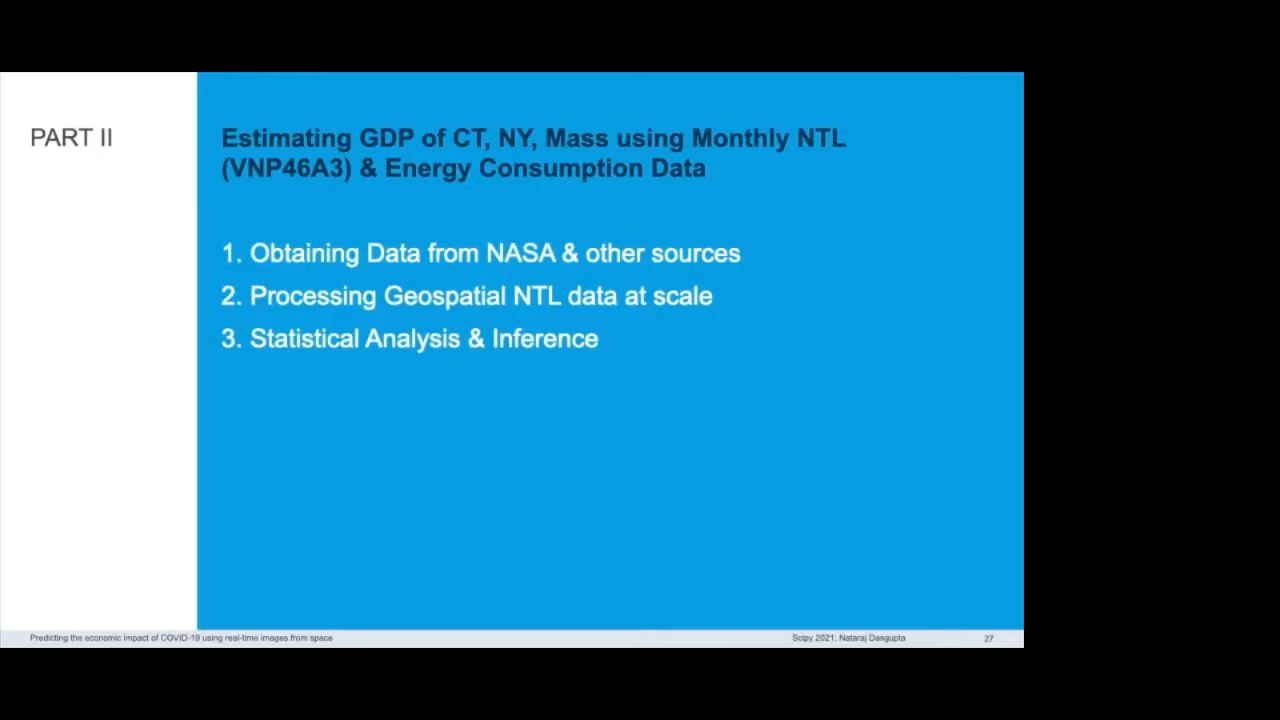 PART II
Estimating GDP of CT, NY, Mass using Monthly NTL
(VNP46A3) & Energy Consumption Data
1. Obtaining Data from NASA & other sources
2. Processing Geospatial NTL data at scale
3. Statistical Analysis & Inference
Predicting the economic impact of COVID-19 using real-time images from space
Scipy 2021: Nataraj Dasgupta
27